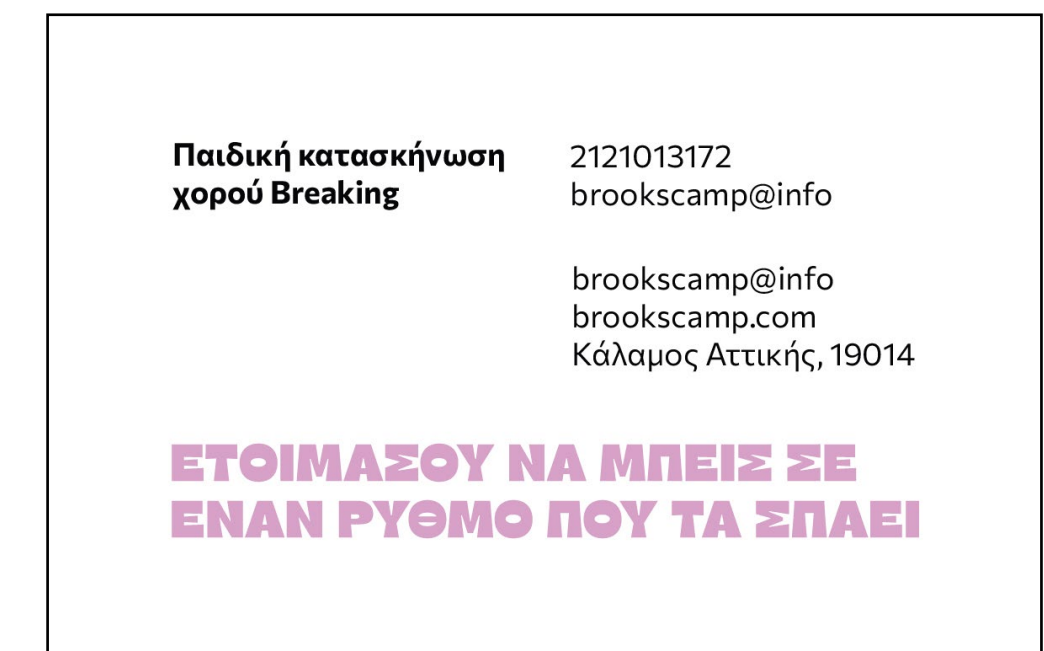 Παιδική κατασκήνωση
χορού Breaking
2121013172
brookscamp@info
brookscamp@info
brookscamp.com
Κάλαμος Αττικής, 19014
ΕΤΟΙΜΑΣΟΥ ΝΑ ΜΠΕΙΣ ΣΕ
ΕΝΑΝ ΡΥΘΜΟ ΠΟΥ ΤΑ ΣΠΑΕΙ